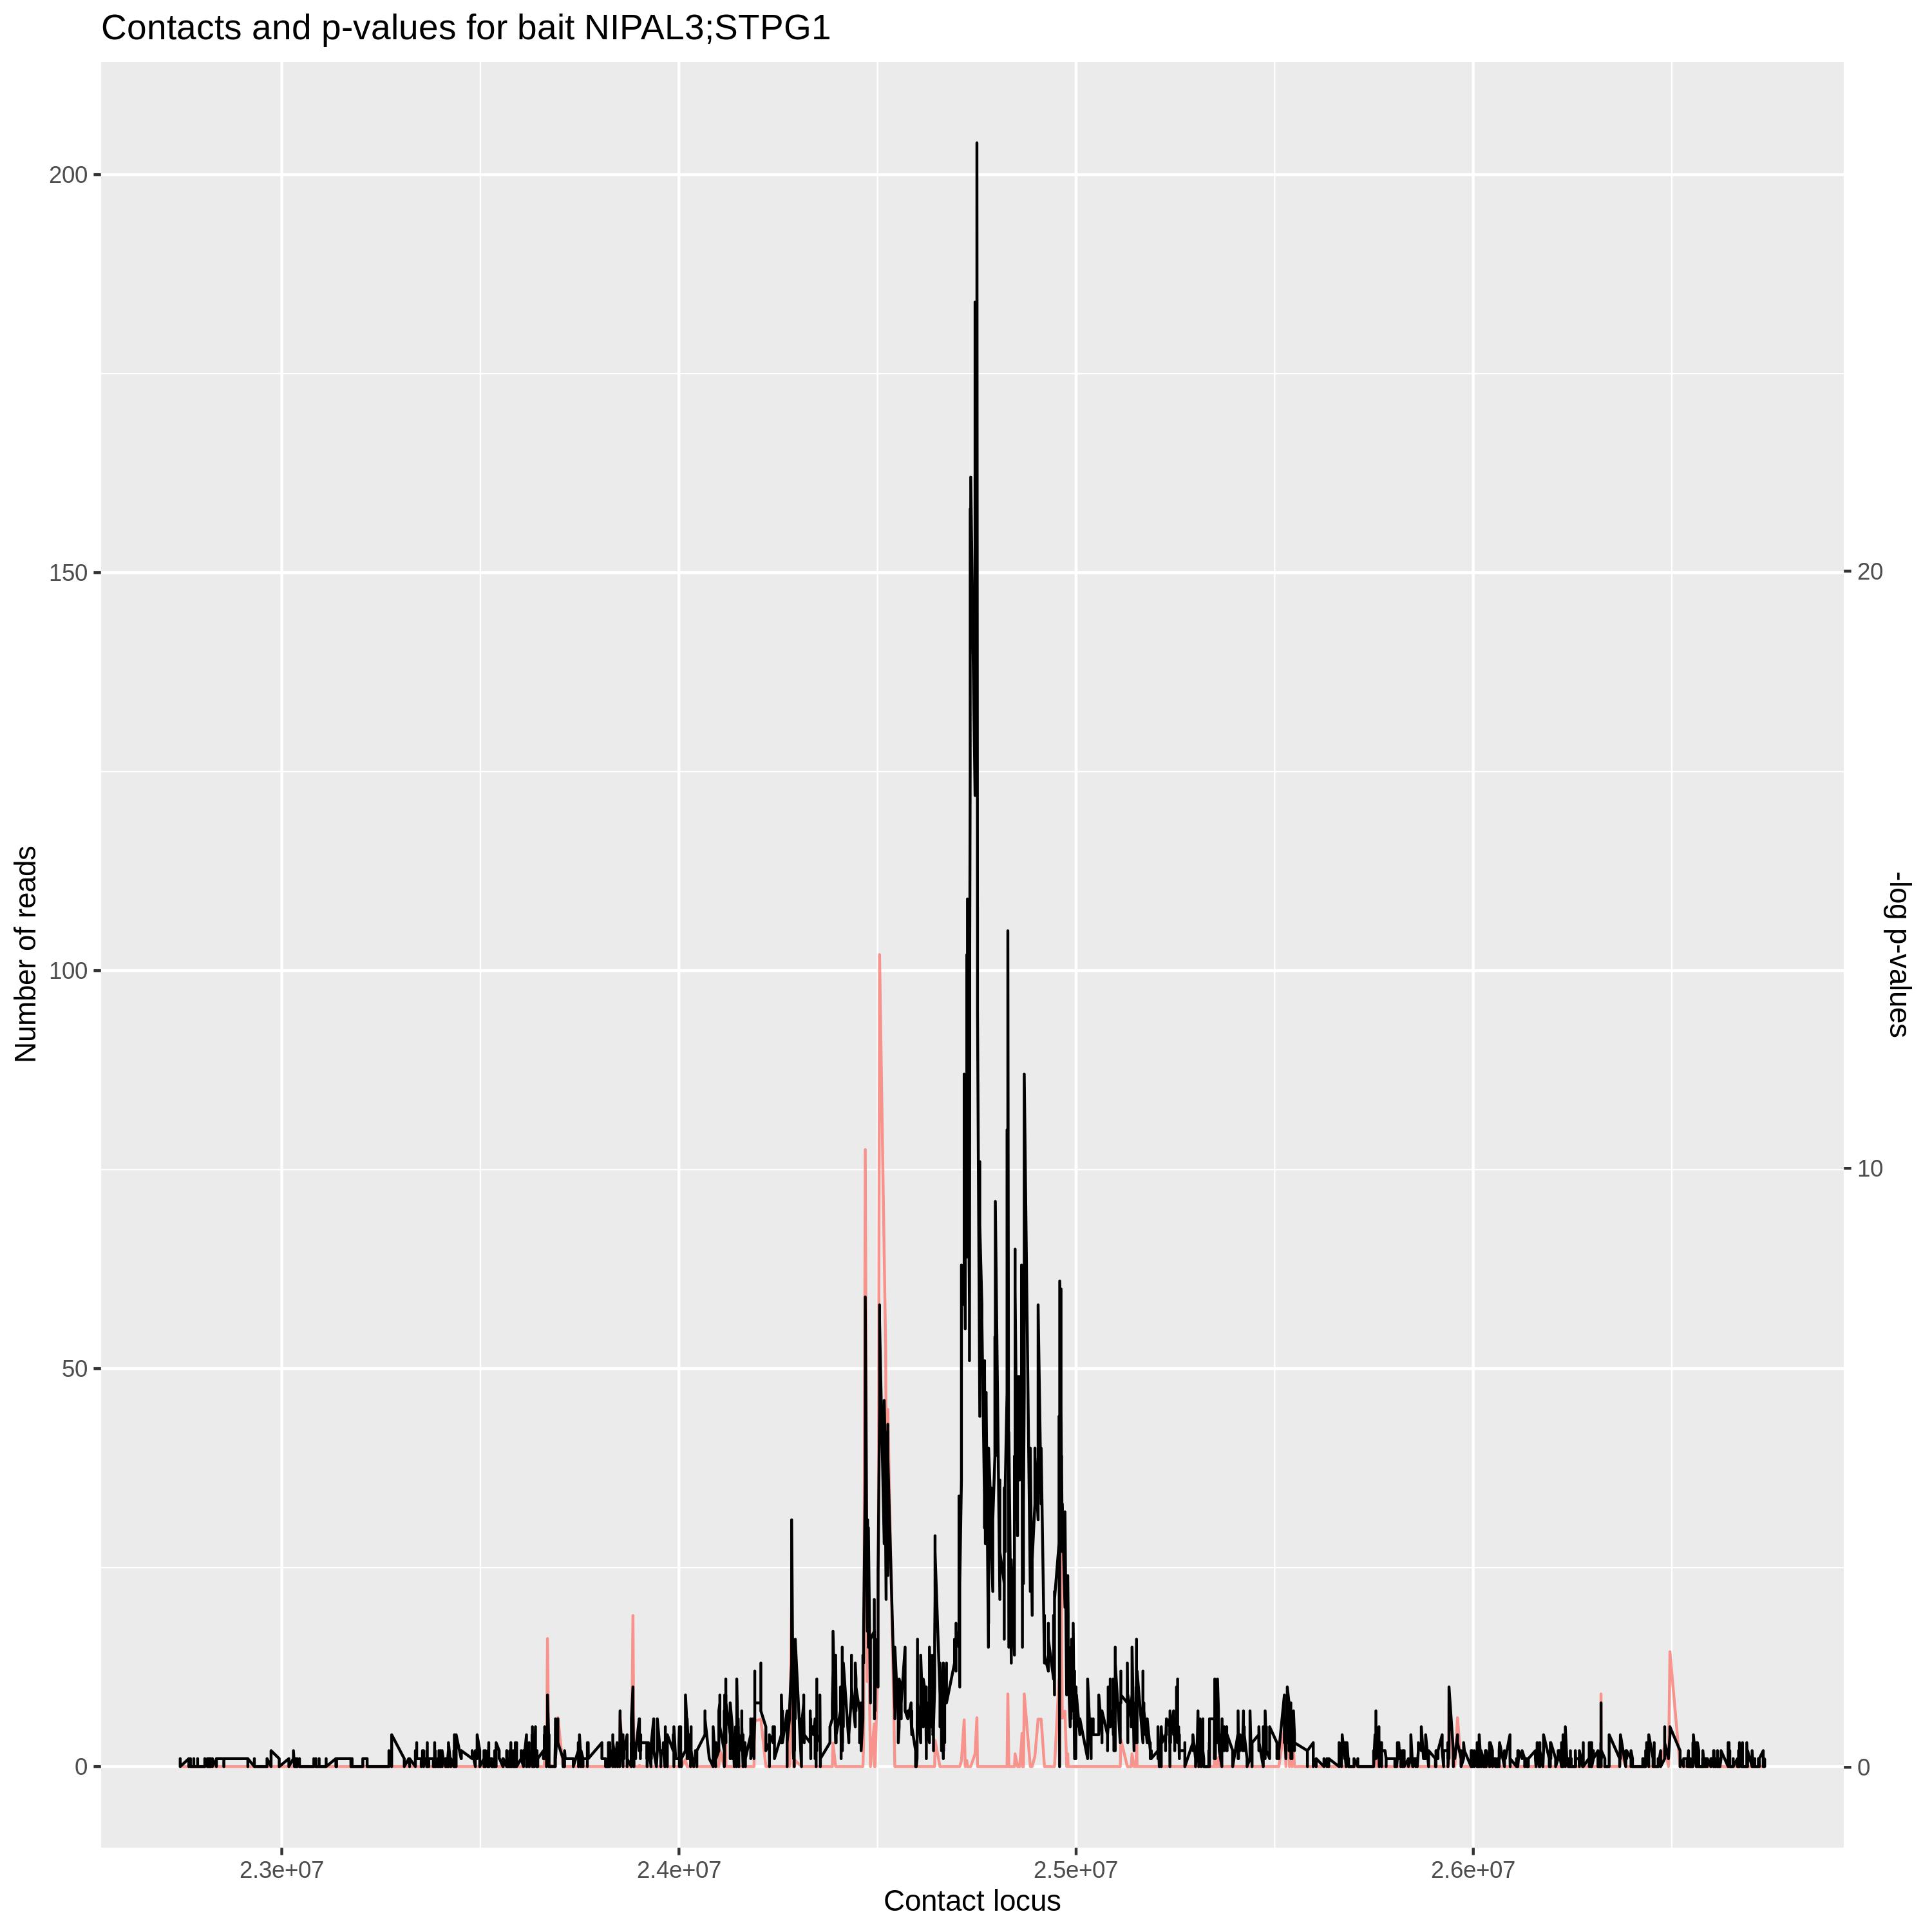 Contacts and p-values for bait NIPAL3;STPG1
200
150
100
50
0
Number of reads
20
10
0
-log p-values
2.3e+07
2.4e+07
2.5e+07
2.6e+07
Contact locus